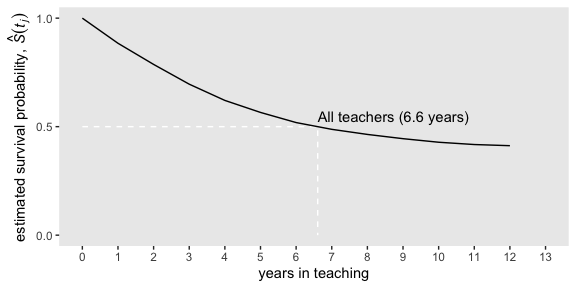 estimated survival probability, Ŝ(tⱼ)
1.0
0.5
0.0
All teachers (6.6 years)
0 1 2 3 4 5 6 7 8 9 10 11 12 13
years in teaching